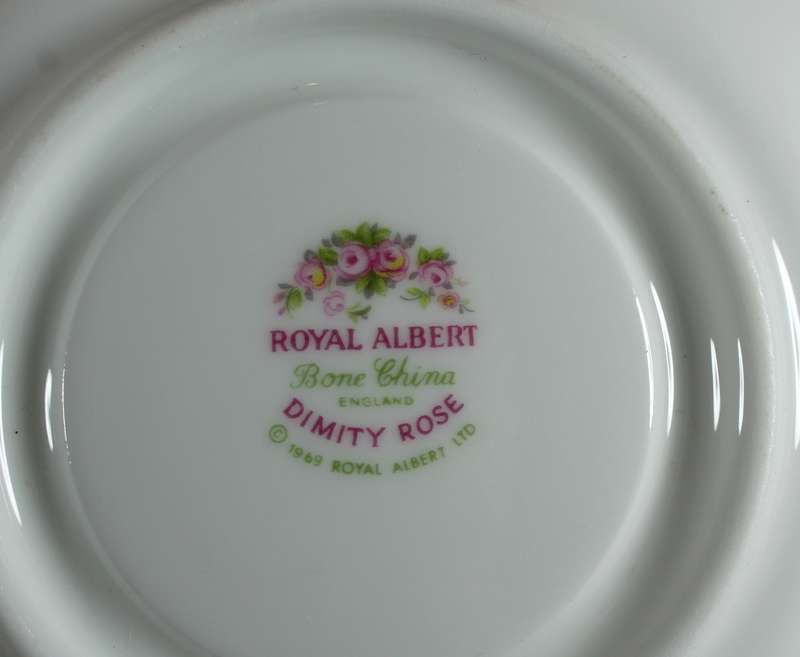 ROYAL ALBERT
Bone China
ENGLAND
DIMITY ROSE
© 1969 ROYAL ALBERT LTD